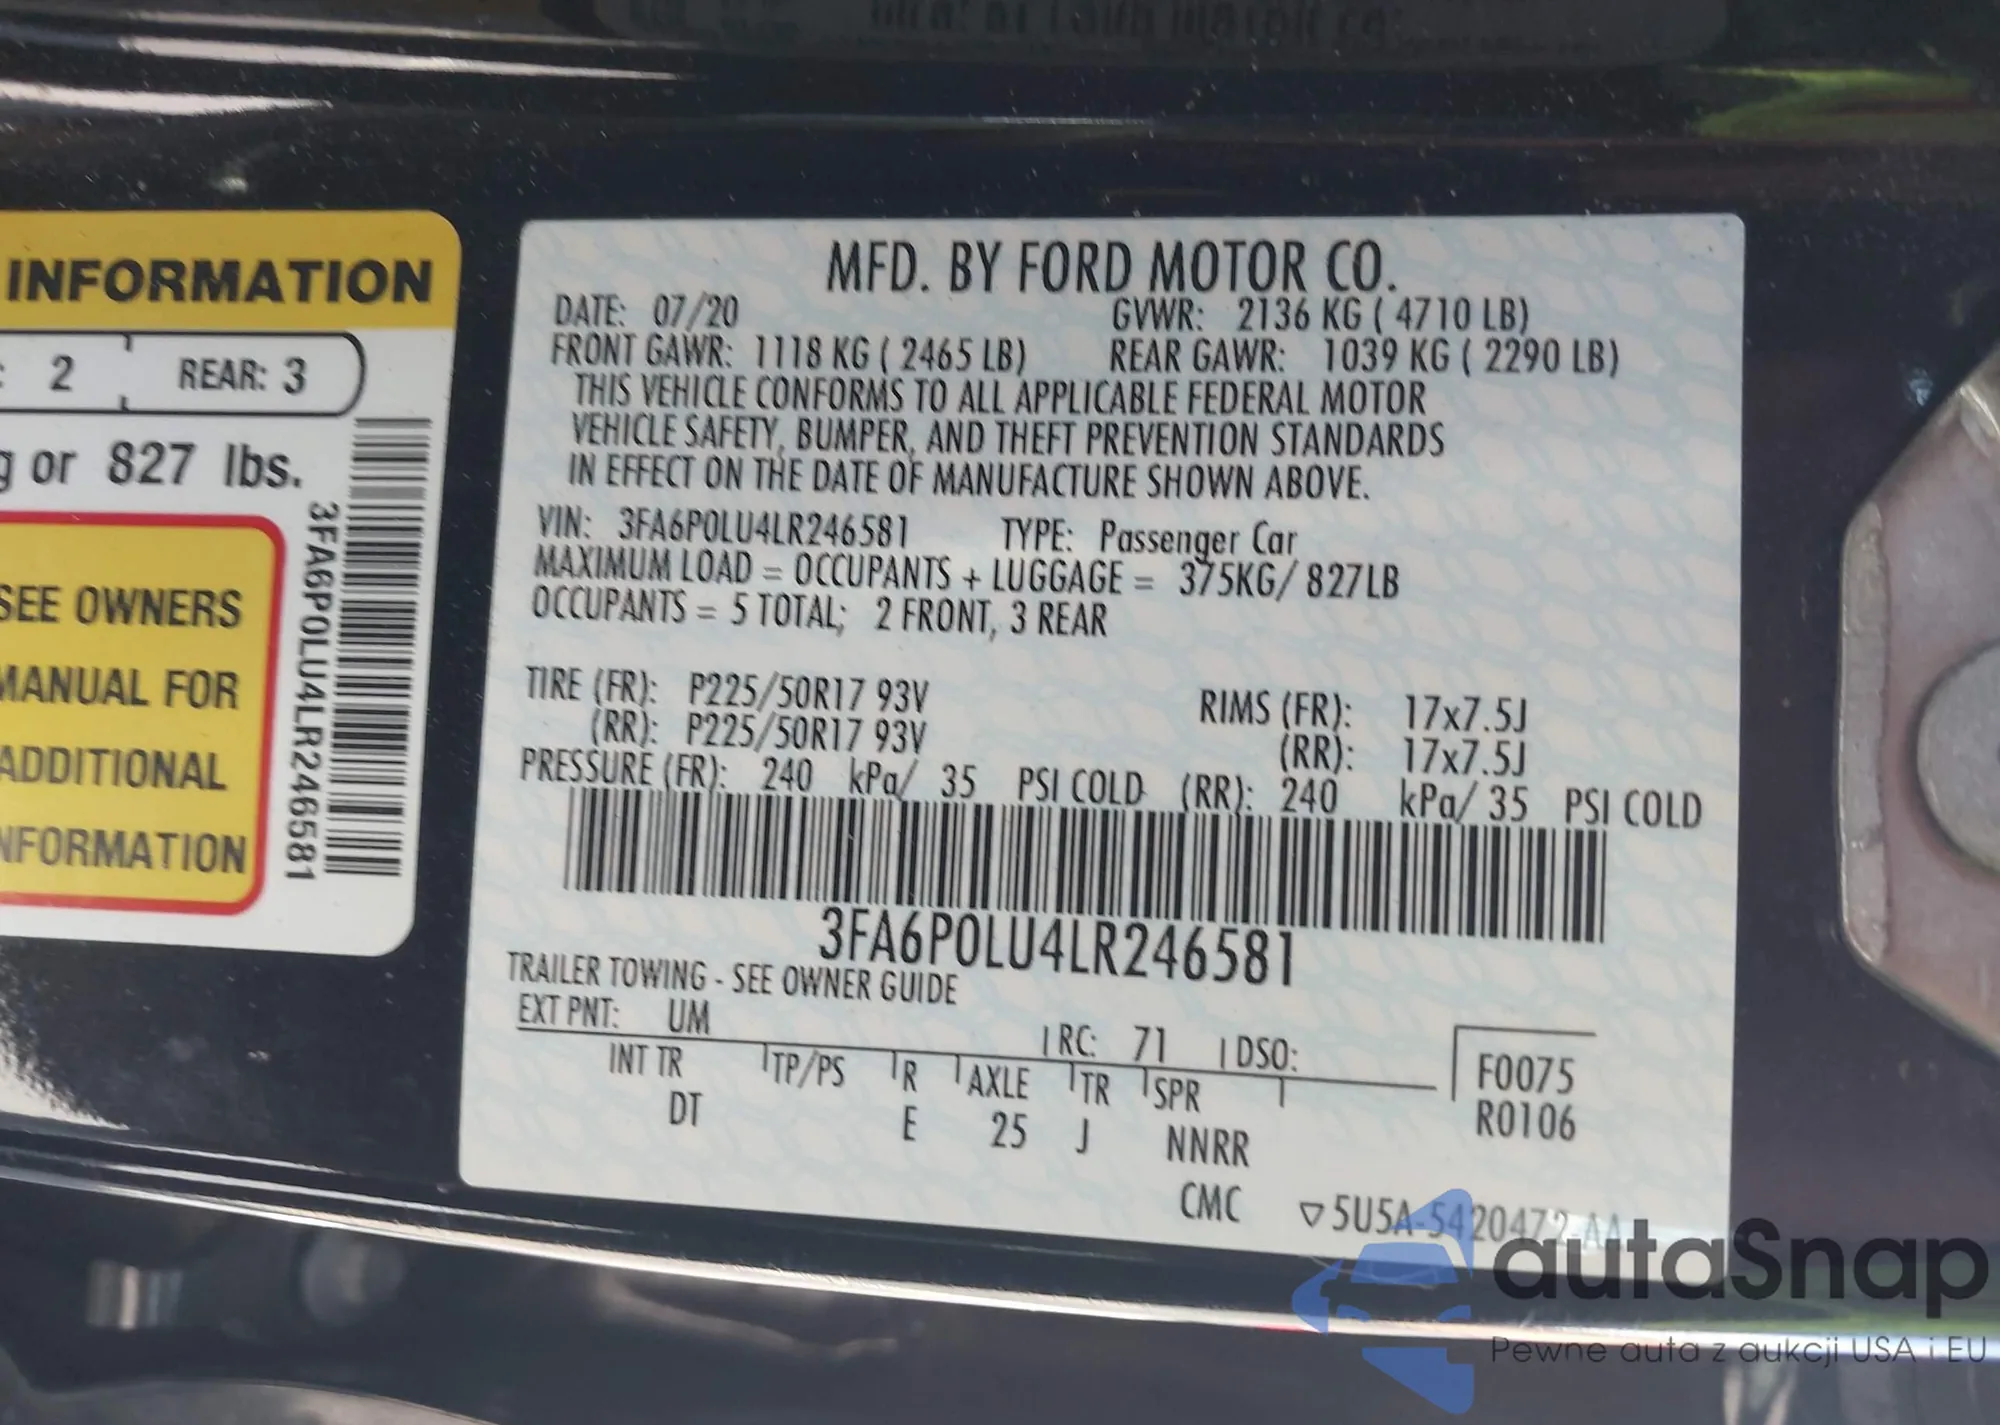 INFORMATION
: 2 REAR: 3
g or 827 lbs.
3FA6P0LU4LR246581
SEE OWNERS
MANUAL FOR
ADDITIONAL
INFORMATION
MFD. BY FORD MOTOR CO.
DATE: 07/20 GVWR: 2136 KG ( 4710 LB)
FRONT GAWR: 1118 KG ( 2465 LB) REAR GAWR: 1039 KG ( 2290 LB)
THIS VEHICLE CONFORMS TO ALL APPLICABLE FEDERAL MOTOR
VEHICLE SAFETY, BUMPER, AND THEFT PREVENTION STANDARDS
IN EFFECT ON THE DATE OF MANUFACTURE SHOWN ABOVE.
VIN: 3FA6P0LU4LR246581 TYPE: Passenger Car
MAXIMUM LOAD = OCCUPANTS + LUGGAGE = 375KG/ 827LB
OCCUPANTS = 5 TOTAL; 2 FRONT, 3 REAR
TIRE (FR): P225/50R17 93V RIMS (FR): 17x7.5J
(RR): P225/50R17 93V (RR): 17x7.5J
PRESSURE (FR): 240 kPa/ 35 PSI COLD (RR): 240 kPa/ 35 PSI COLD
3FA6P0LU4LR246581
TRAILER TOWING - SEE OWNER GUIDE
EXT PNT: UM RC: 71 DSO: F0075
INT TR TP/PS R AXLE TR SPR R0106
DT E 25 J NNRR
CMC ▽5U5A-5420472-AA
autaSnap
Pewne auta z aukcji USA i EU